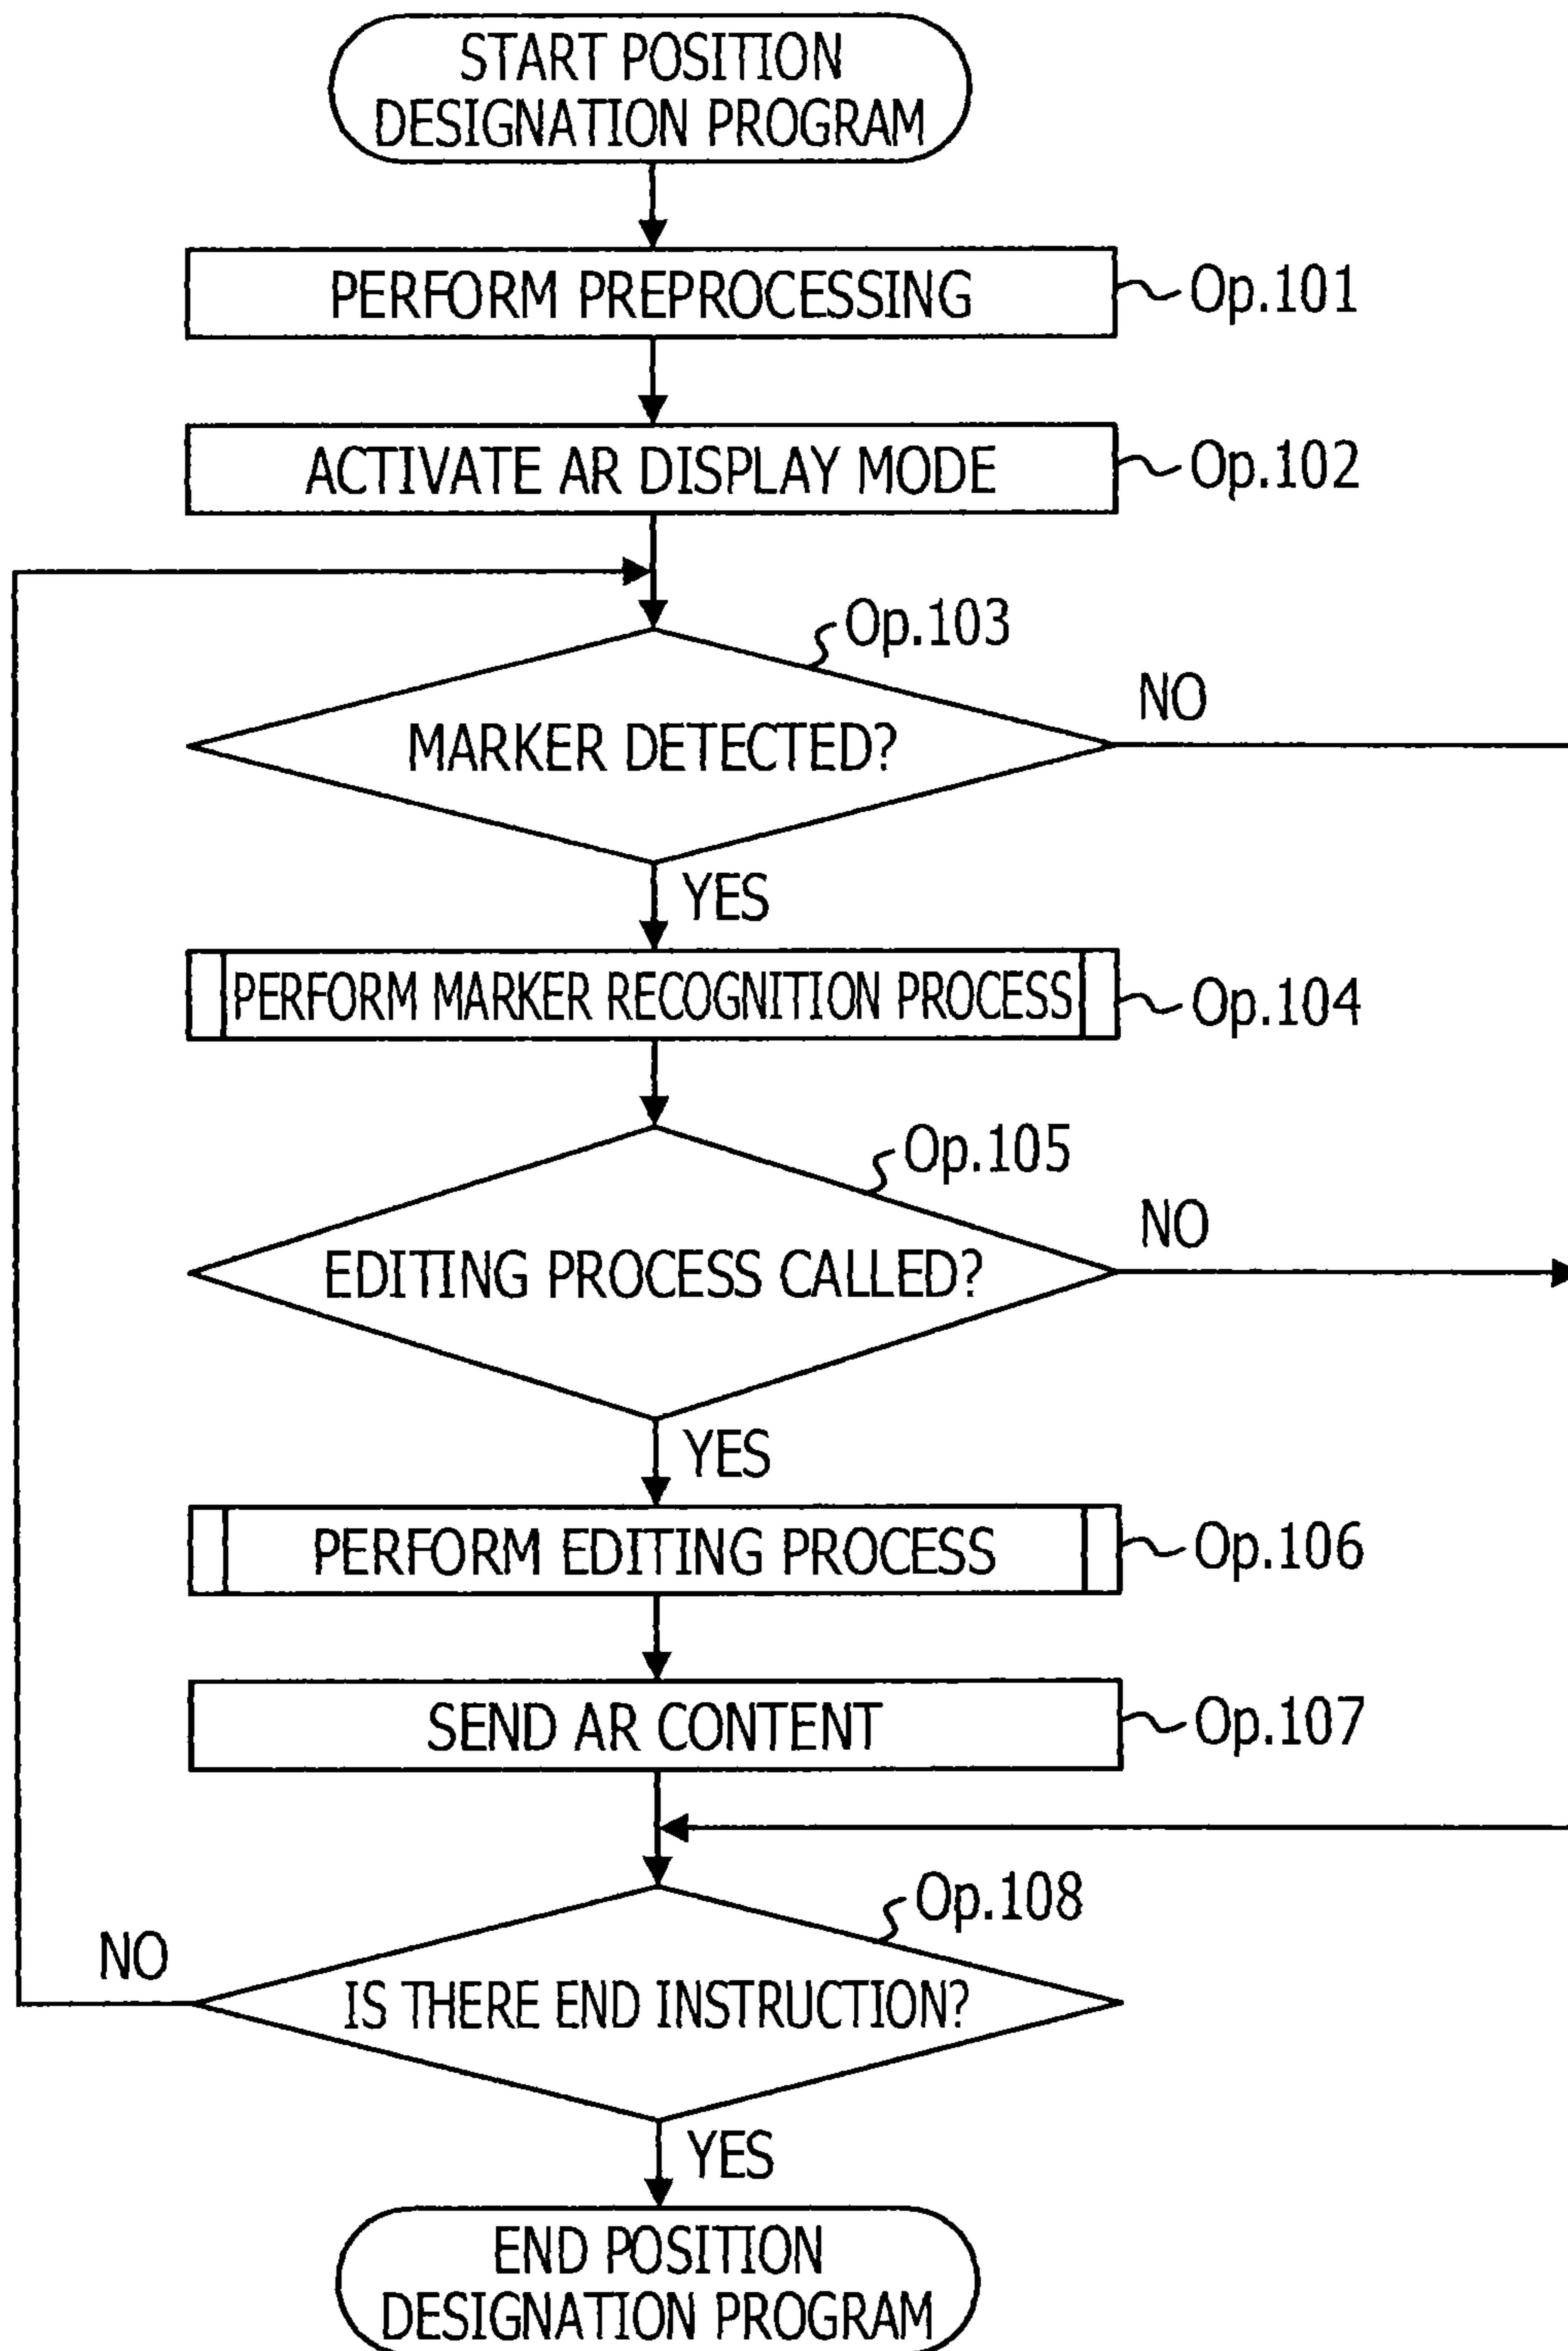 START POSITION
DESIGNATION PROGRAM
PERFORM PREPROCESSING
Op.101
ACTIVATE AR DISPLAY MODE
Op.102
Op.103
MARKER DETECTED?
NO
YES
PERFORM MARKER RECOGNITION PROCESS
Op.104
Op.105
EDITING PROCESS CALLED?
NO
YES
PERFORM EDITING PROCESS
Op.106
SEND AR CONTENT
Op.107
Op.108
NO
IS THERE END INSTRUCTION?
YES
END POSITION
DESIGNATION PROGRAM